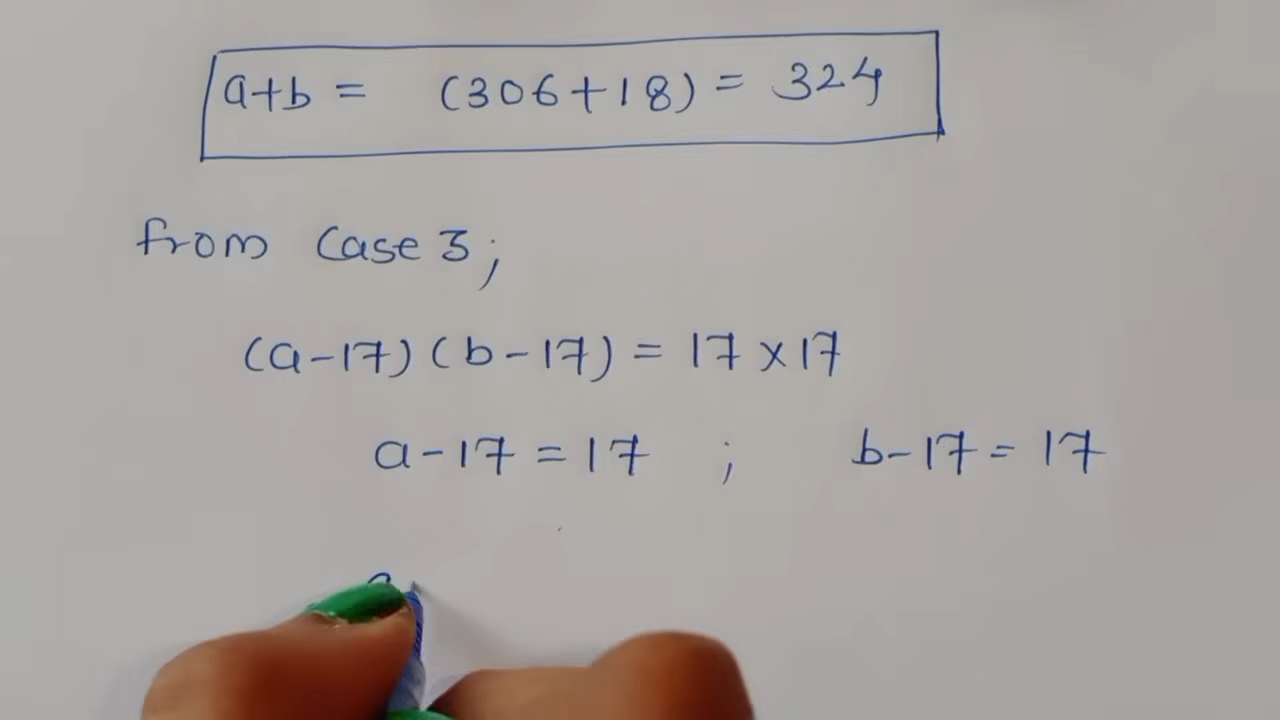 a+b = (306+18) = 324
from Case 3;
(a-17)(b-17) = 17 × 17
a-17 = 17 ; b-17 = 17